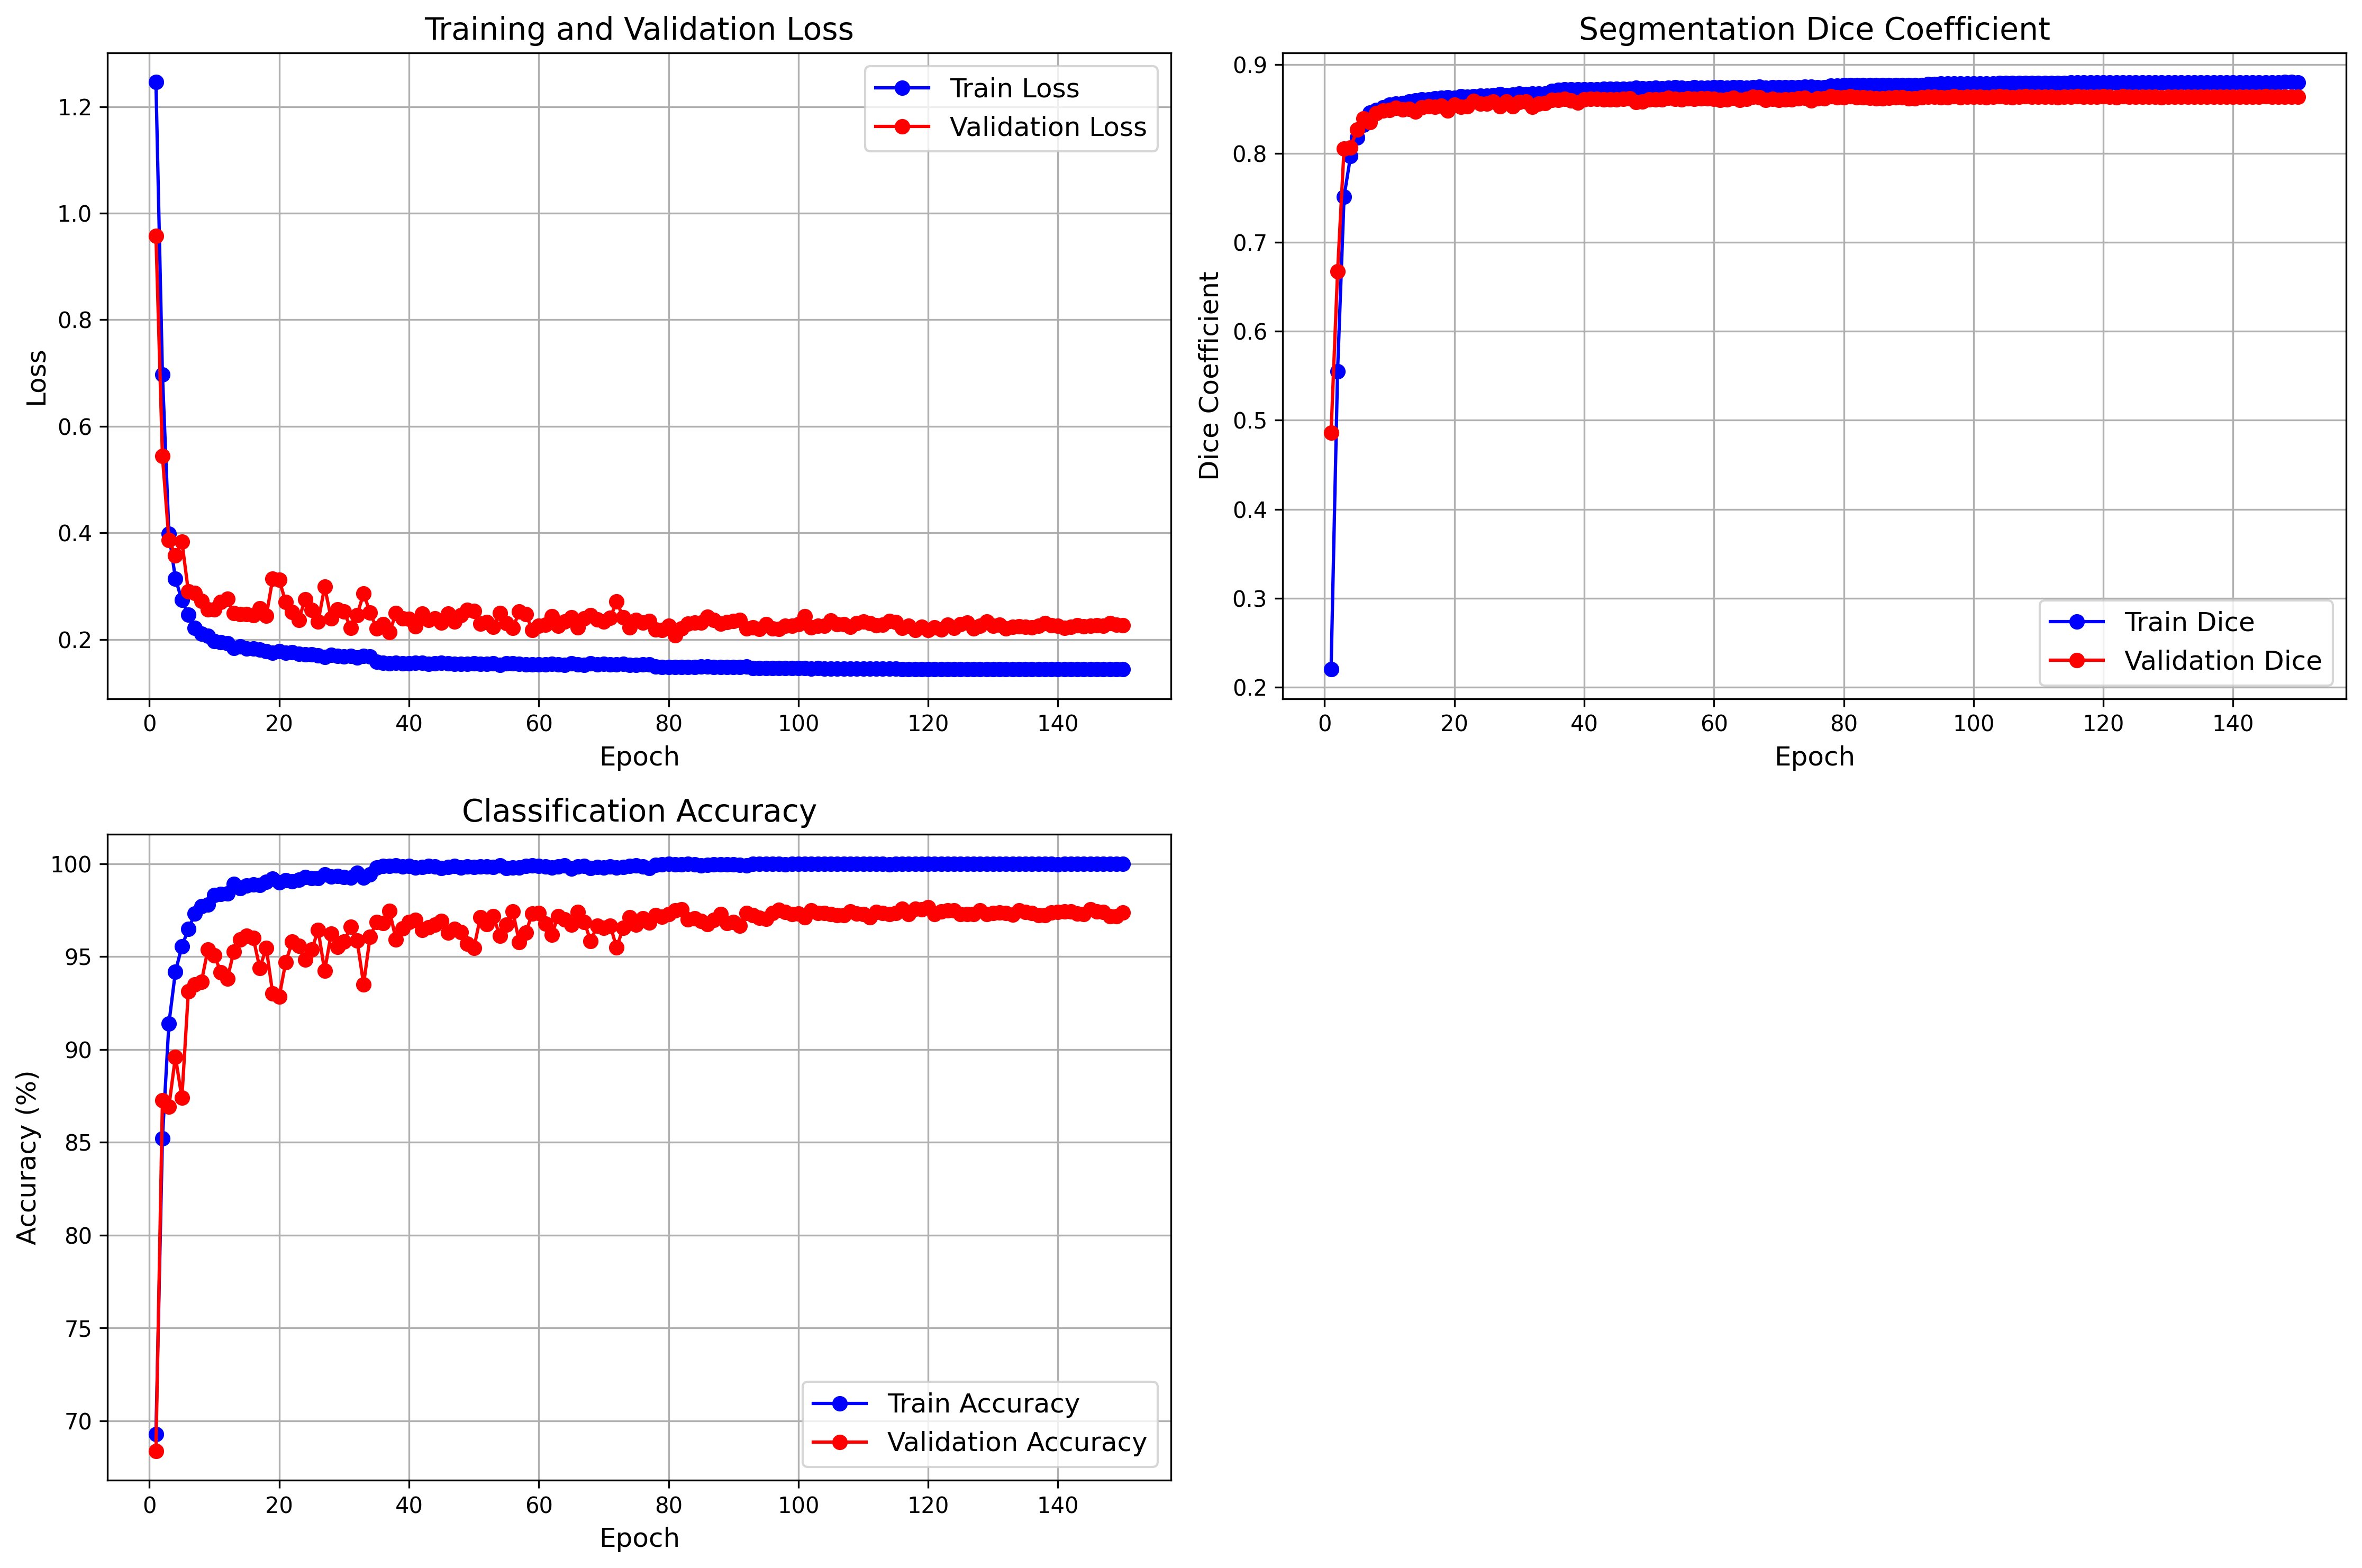 Training and Validation Loss
1.2
1.0
0.8
0.6
0.4
0.2
Loss
0 20 40 60 80 100 120 140
Epoch
Train Loss
Validation Loss
Segmentation Dice Coefficient
0.9
0.8
0.7
0.6
0.5
0.4
0.3
0.2
Dice Coefficient
0 20 40 60 80 100 120 140
Epoch
Train Dice
Validation Dice
Classification Accuracy
100
95
90
85
80
75
70
Accuracy (%)
0 20 40 60 80 100 120 140
Epoch
Train Accuracy
Validation Accuracy